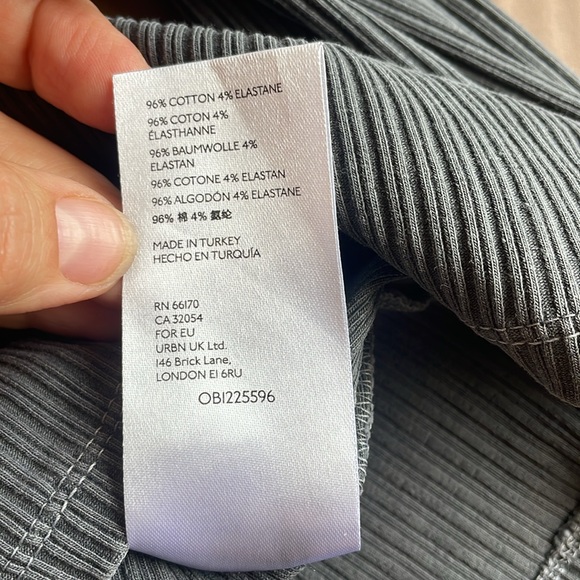 96% COTTON 4% ELASTANE
96% COTON 4%
ÉLASTHANNE
96% BAUMWOLLE 4%
ELASTAN
96% COTONE 4% ELASTAN
96% ALGODÓN 4% ELASTANE
96% 棉 4% 氨纶
MADE IN TURKEY
HECHO EN TURQUÍA
RN 66170
CA 32054
FOR EU
URBN UK Ltd.
146 Brick Lane,
LONDON E1 6RU
OB1225596